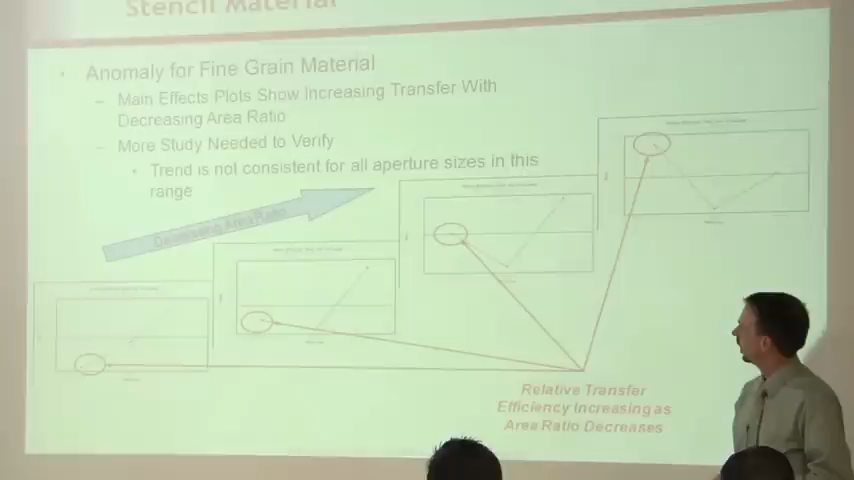 Stencil Material
• Anomaly for Fine Grain Material
– Main Effects Plots Show Increasing Transfer With
Decreasing Area Ratio
– More Study Needed to Verify
• Trend is not consistent for all aperture sizes in this
range
Decreasing Area Ratio
Relative Transfer
Efficiency Increasing as
Area Ratio Decreases